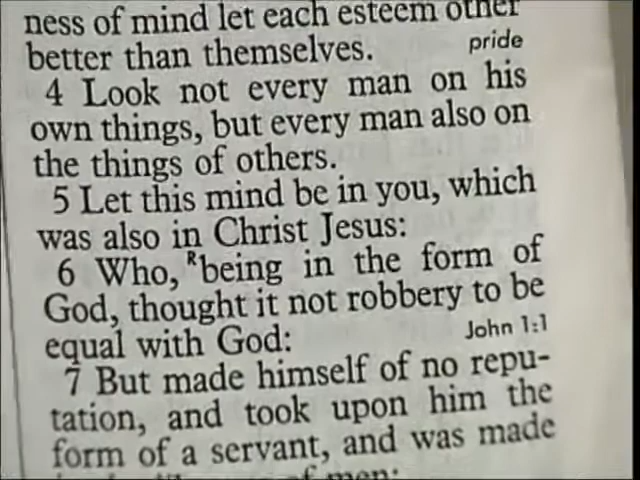 ness of mind let each esteem other
better than themselves. pride
4 Look not every man on his
own things, but every man also on
the things of others.
5 Let this mind be in you, which
was also in Christ Jesus:
6 Who, ᴿbeing in the form of
God, thought it not robbery to be
equal with God: John 1:1
7 But made himself of no repu-
tation, and took upon him the
form of a servant, and was made
of men: